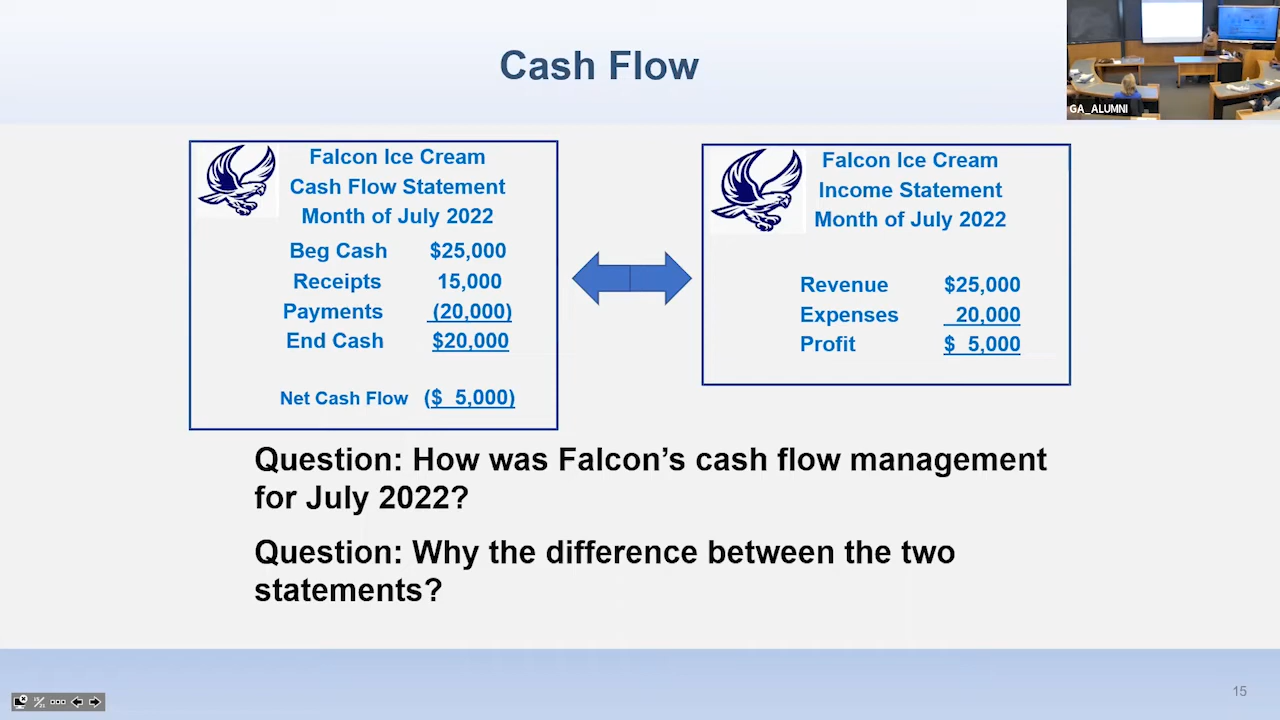 Cash Flow
GA_ALUMNI
Falcon Ice Cream
Cash Flow Statement
Month of July 2022
Beg Cash $25,000
Receipts 15,000
Payments (20,000)
End Cash $20,000
Net Cash Flow ($ 5,000)
Falcon Ice Cream
Income Statement
Month of July 2022
Revenue $25,000
Expenses 20,000
Profit $ 5,000
Question: How was Falcon’s cash flow management
for July 2022?
Question: Why the difference between the two
statements?
15